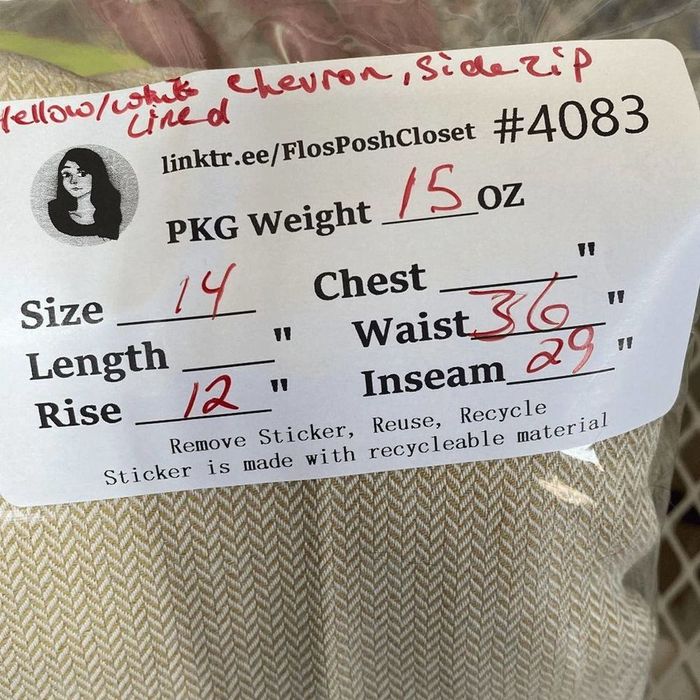 Yellow/white chevron, side zip
Lined
linktr.ee/FlosPoshCloset #4083
PKG Weight 15 oz
Size 14
Chest "
Length "
Waist 36 "
Rise 12 "
Inseam 29 "
Remove Sticker, Reuse, Recycle
Sticker is made with recycleable material